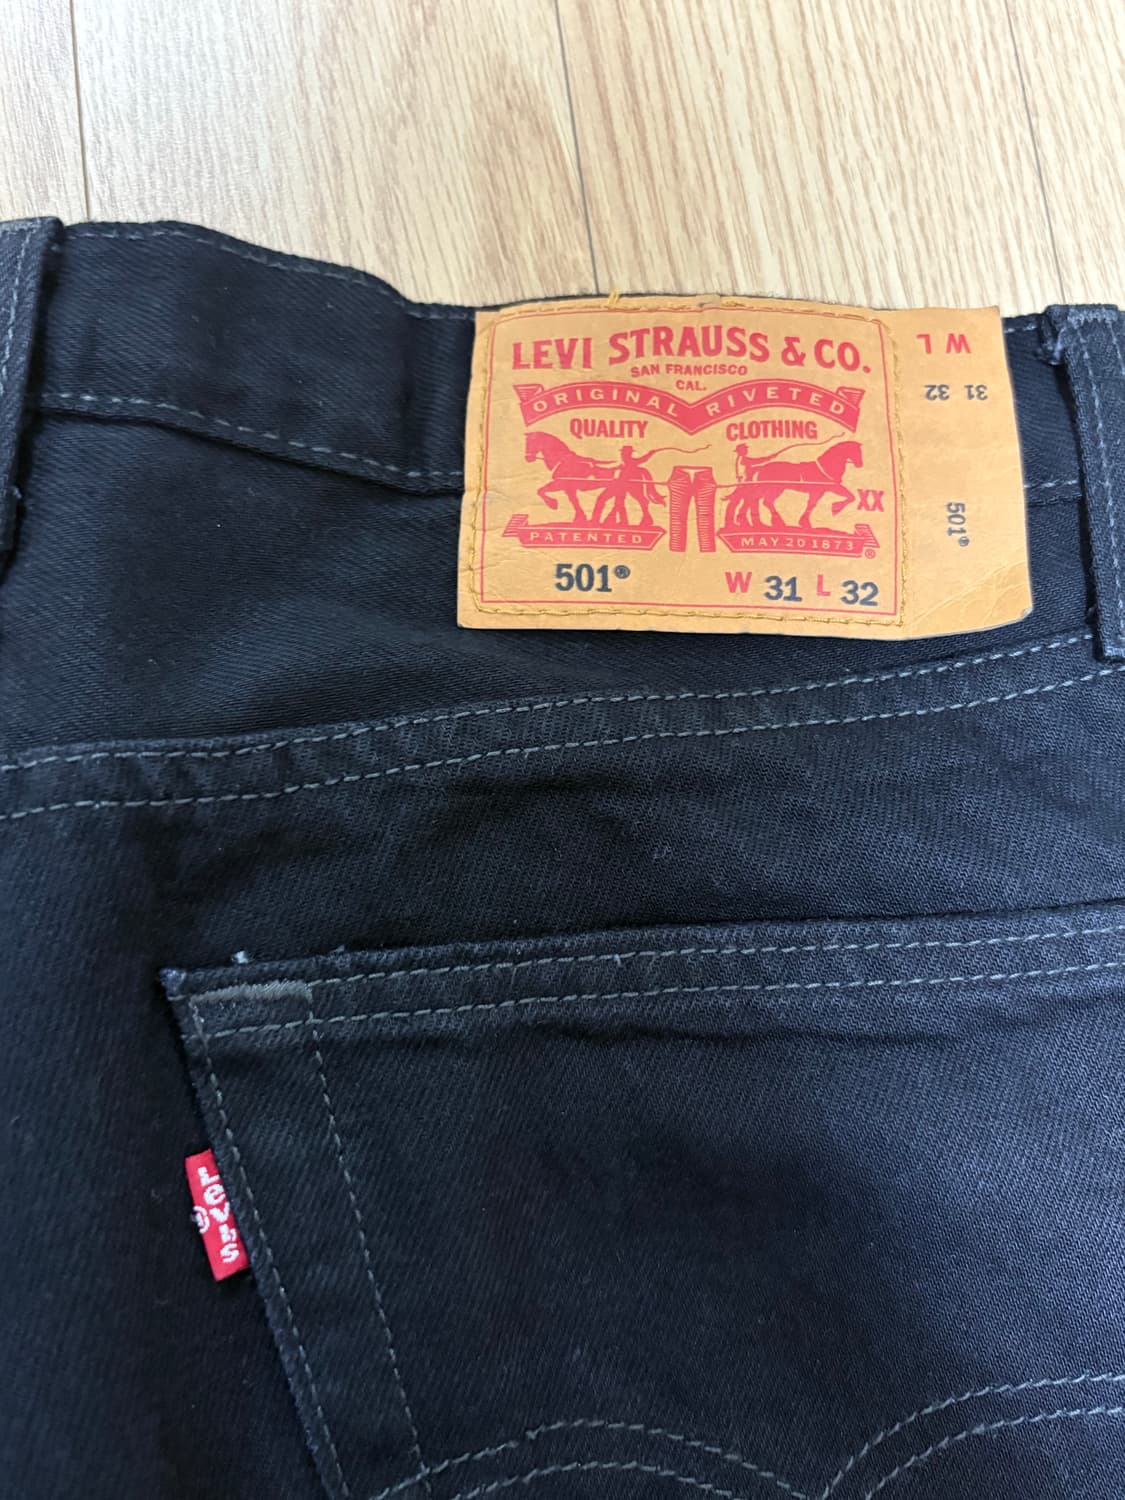 LEVI STRAUSS & CO.
SAN FRANCISCO
CAL.
ORIGINAL RIVETED
QUALITY CLOTHING
XX
PATENTED MAY 20 1873 ®
501® W 31 L 32
W L
31 32
501®
Levi's
®